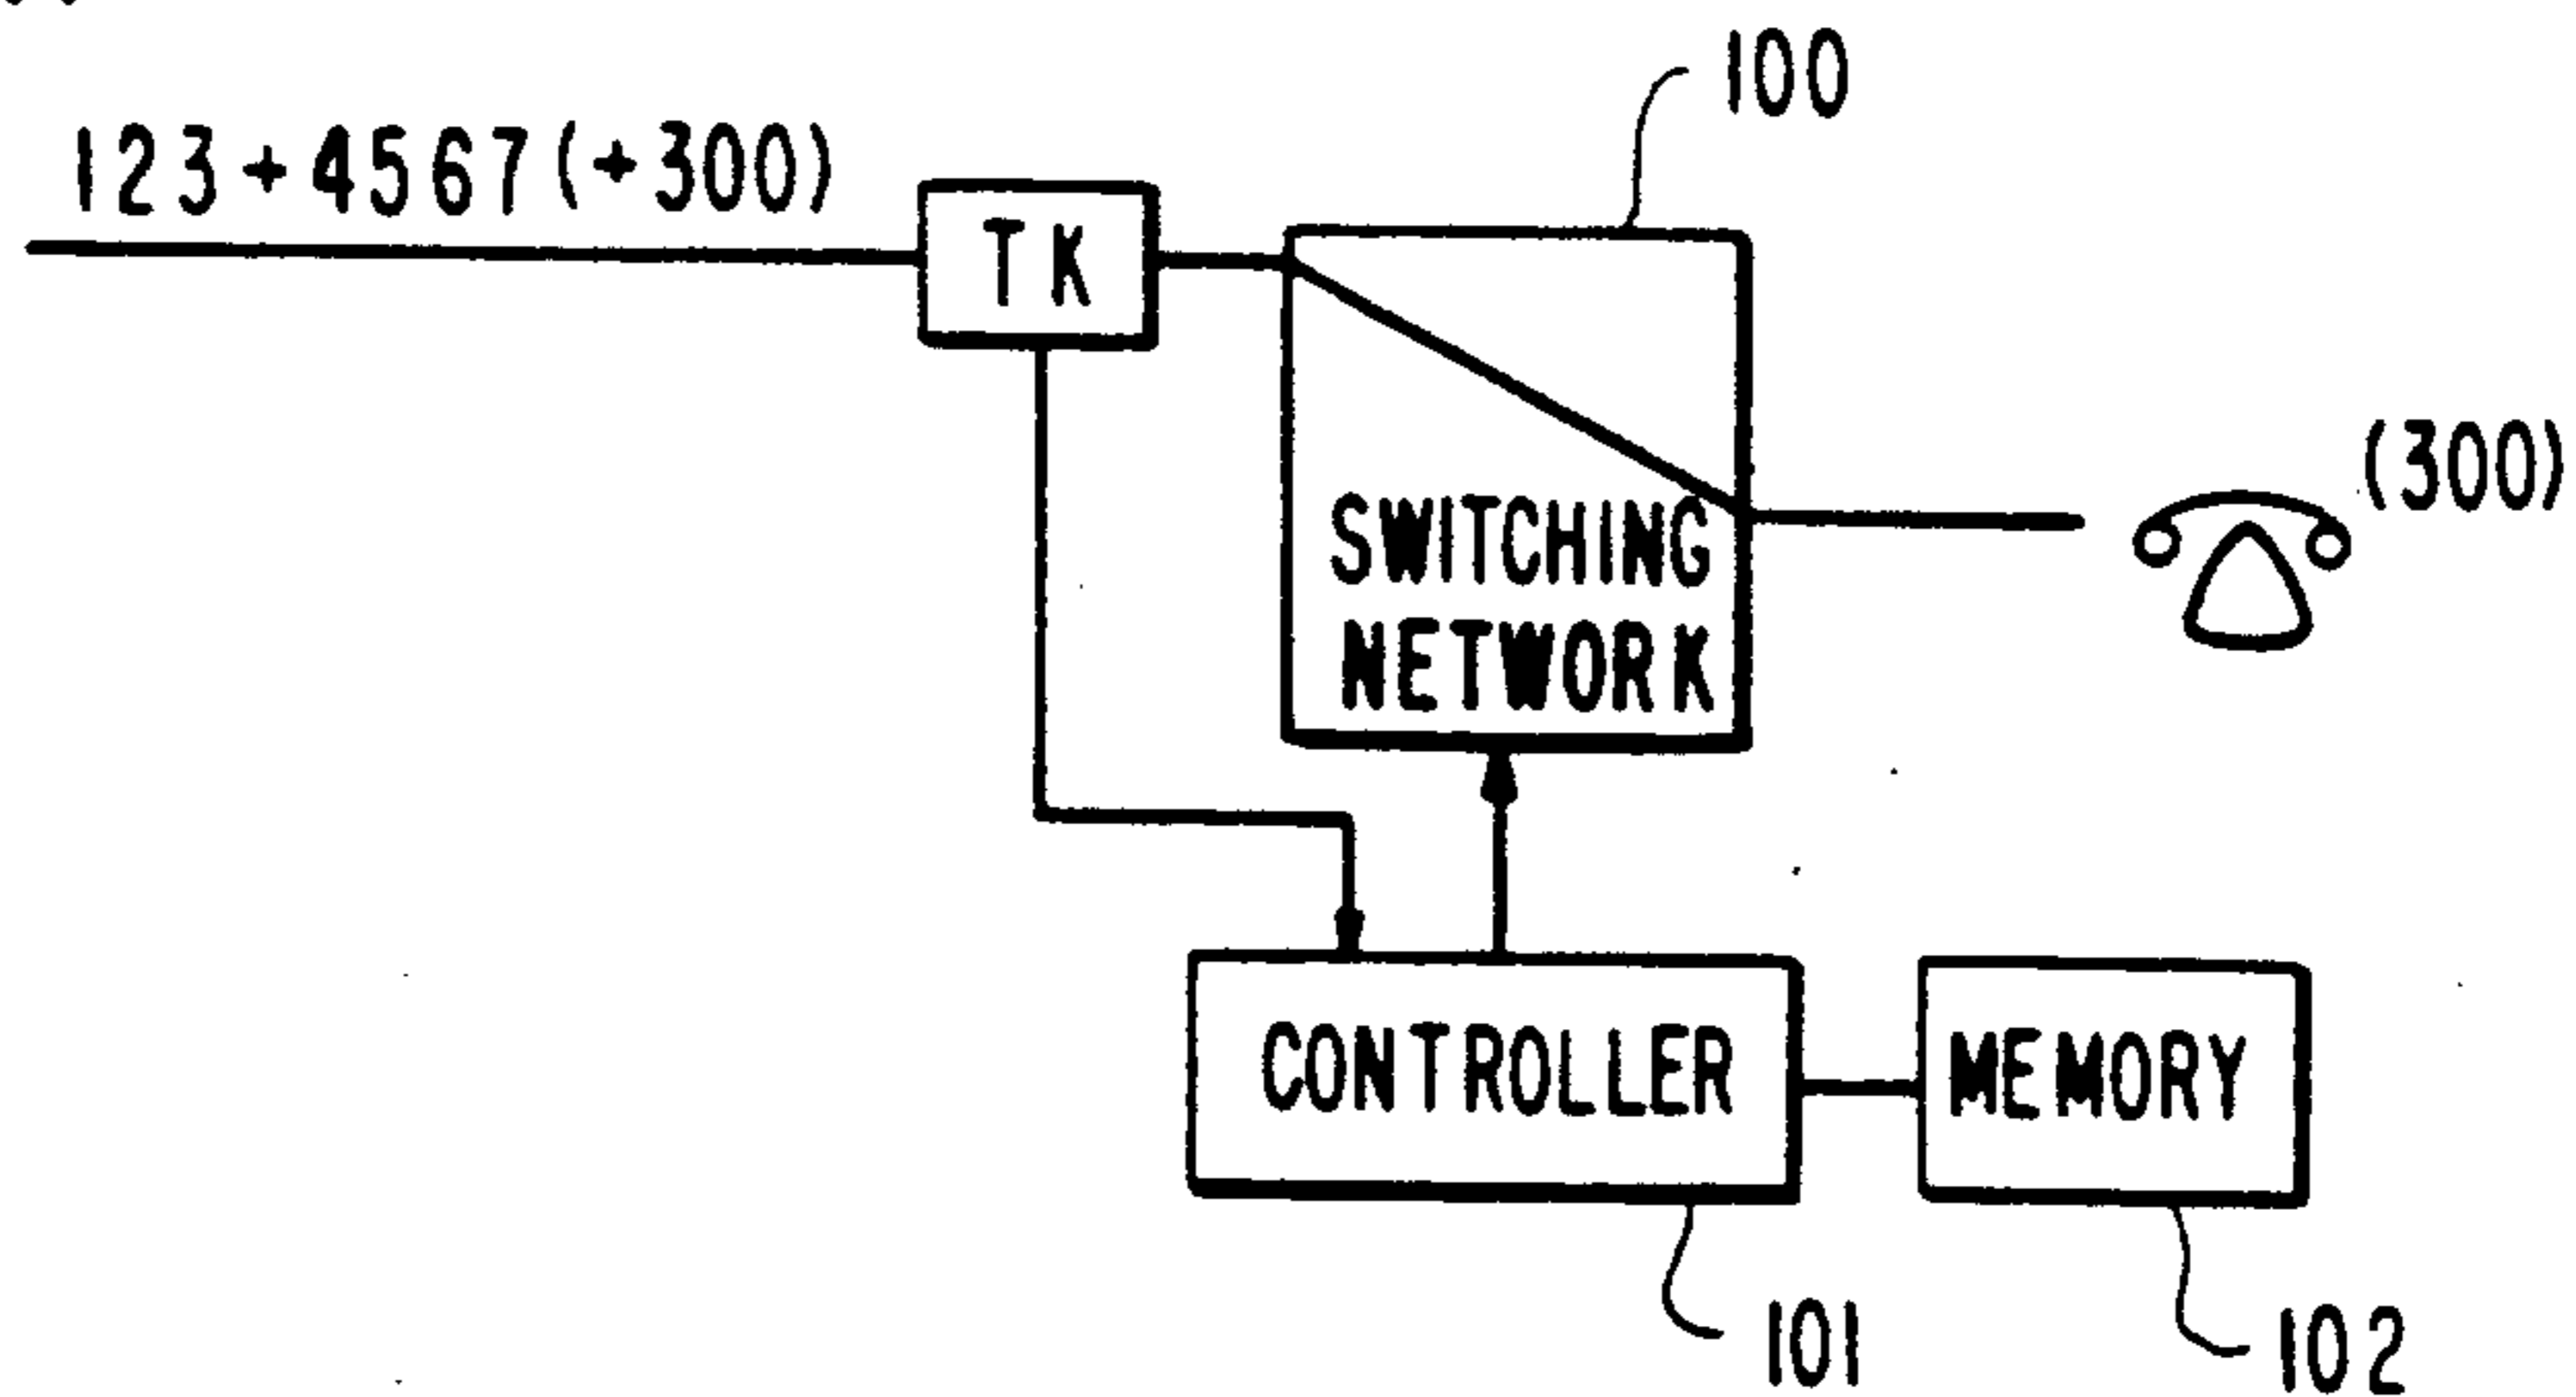 100
123+4567(+300)
TK
(300)
SWITCHING
NETWORK
CONTROLLER
MEMORY
101
102